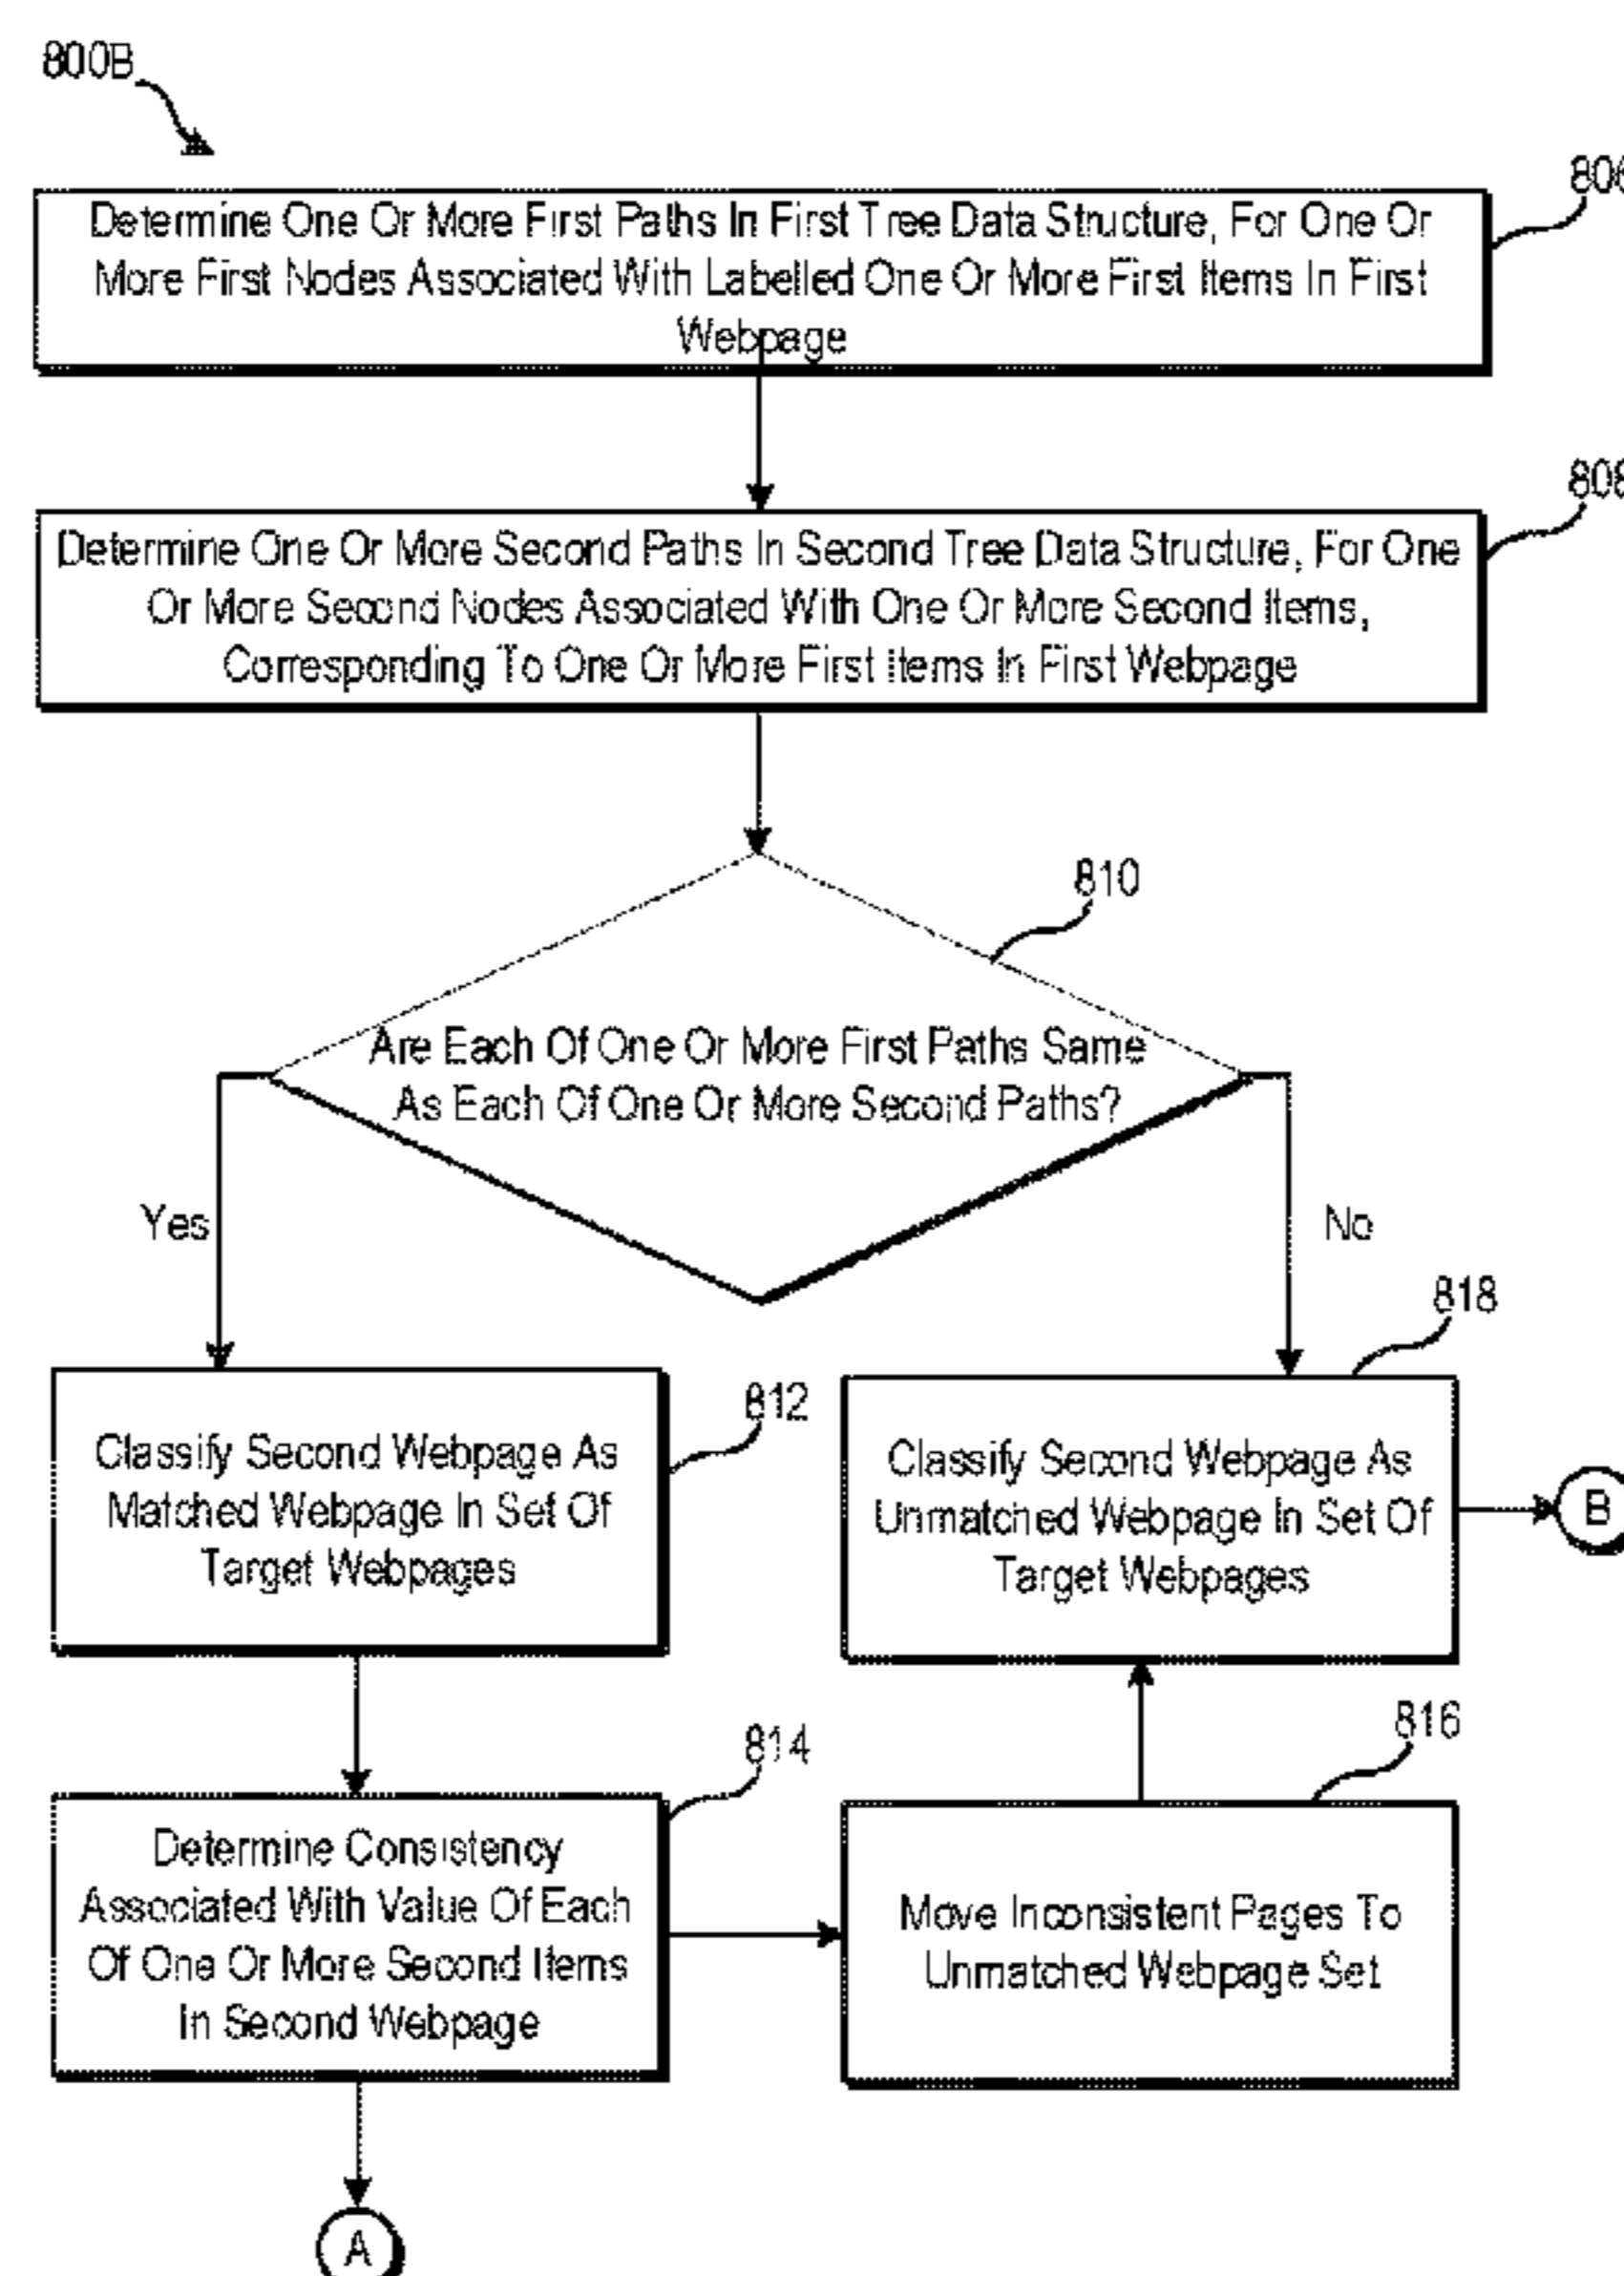 800B
806
Determine One Or More First Paths In First Tree Data Structure, For One Or
More First Nodes Associated With Labelled One Or More First Items In First
Webpage
808
Determine One Or More Second Paths In Second Tree Data Structure, For One
Or More Second Nodes Associated With One Or More Second Items,
Corresponding To One Or More First Items In First Webpage
810
Are Each Of One Or More First Paths Same
As Each Of One Or More Second Paths?
Yes
No
818
812
Classify Second Webpage As
Matched Webpage In Set Of
Target Webpages
Classify Second Webpage As
Unmatched Webpage In Set Of
Target Webpages
B
814
816
Determine Consistency
Associated With Value Of Each
Of One Or More Second Items
In Second Webpage
Move Inconsistent Pages To
Unmatched Webpage Set
A